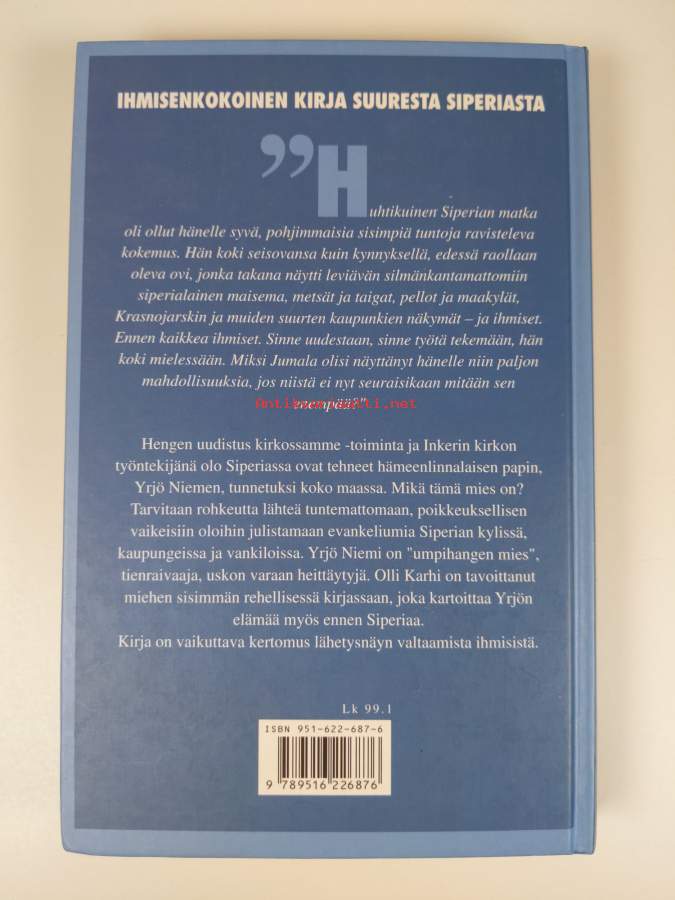 IHMISENKOKOINEN KIRJA SUURESTA SIPERIASTA
”Huhtikuinen Siperian matka
oli ollut hänelle syvä, pohjimmaisia sisimpiä tuntoja ravisteleva
kokemus. Hän koki seisovansa kuin kynnyksellä, edessä raollaan
oleva ovi, jonka takana näytti leviävän silmänkantamattomiin
siperialainen maisema, metsät ja taigat, pellot ja maakylät,
Krasnojarskin ja muiden suurten kaupunkien näkymät – ja ihmiset.
Ennen kaikkea ihmiset. Sinne uudestaan, sinne työtä tekemään, hän
koki mielessään. Miksi Jumala olisi näyttänyt hänelle niin paljon
mahdollisuuksia, jos niistä ei nyt seuraisikaan mitään sen
enempää?"
Antikvariaatti.net
Hengen uudistus kirkossamme -toiminta ja Inkerin kirkon
työntekijänä olo Siperiassa ovat tehneet hämeenlinnalaisen papin,
Yrjö Niemen, tunnetuksi koko maassa. Mikä tämä mies on?
Tarvitaan rohkeutta lähteä tuntemattomaan, poikkeuksellisen
vaikeisiin oloihin julistamaan evankeliumia Siperian kylissä,
kaupungeissa ja vankiloissa. Yrjö Niemi on "umpihangen mies",
tienraivaaja, uskon varaan heittäytyjä. Olli Karhi on tavoittanut
miehen sisimmän rehellisessä kirjassaan, joka kartoittaa Yrjön
elämää myös ennen Siperiaa.
Kirja on vaikuttava kertomus lähetysnäyn valtaamista ihmisistä.
Lk 99.1
ISBN 951-622-687-6
9 789516 226876